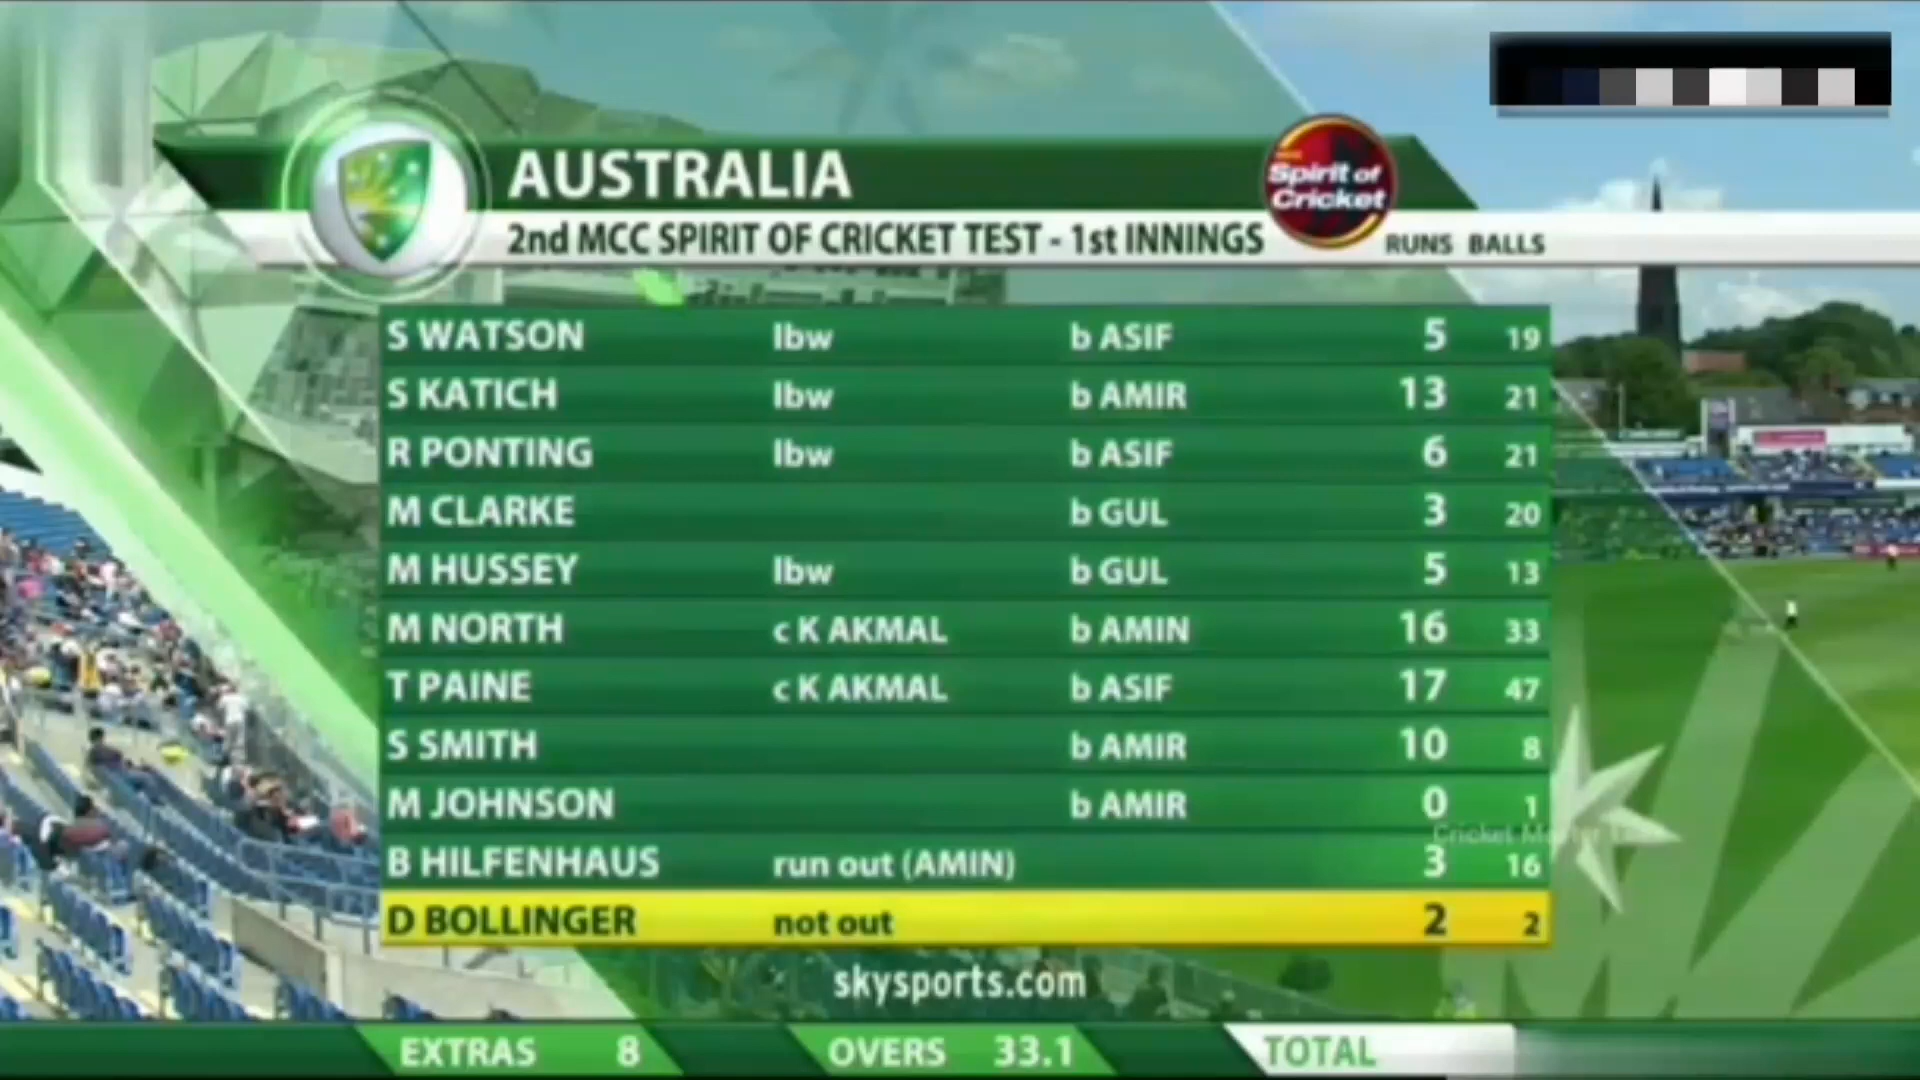 AUSTRALIA
Spirit of
Cricket
2nd MCC SPIRIT OF CRICKET TEST - 1st INNINGS RUNS BALLS
S WATSON lbw b ASIF 5 19
S KATICH lbw b AMIR 13 21
R PONTING lbw b ASIF 6 21
M CLARKE b GUL 3 20
M HUSSEY lbw b GUL 5 13
M NORTH c K AKMAL b AMIN 16 33
T PAINE c K AKMAL b ASIF 17 47
S SMITH b AMIR 10 8
M JOHNSON b AMIR 0 1
Cricket
B HILFENHAUS run out (AMIN) 3 16
D BOLLINGER not out 2 2
skysports.com
EXTRAS 8 OVERS 33.1 TOTAL